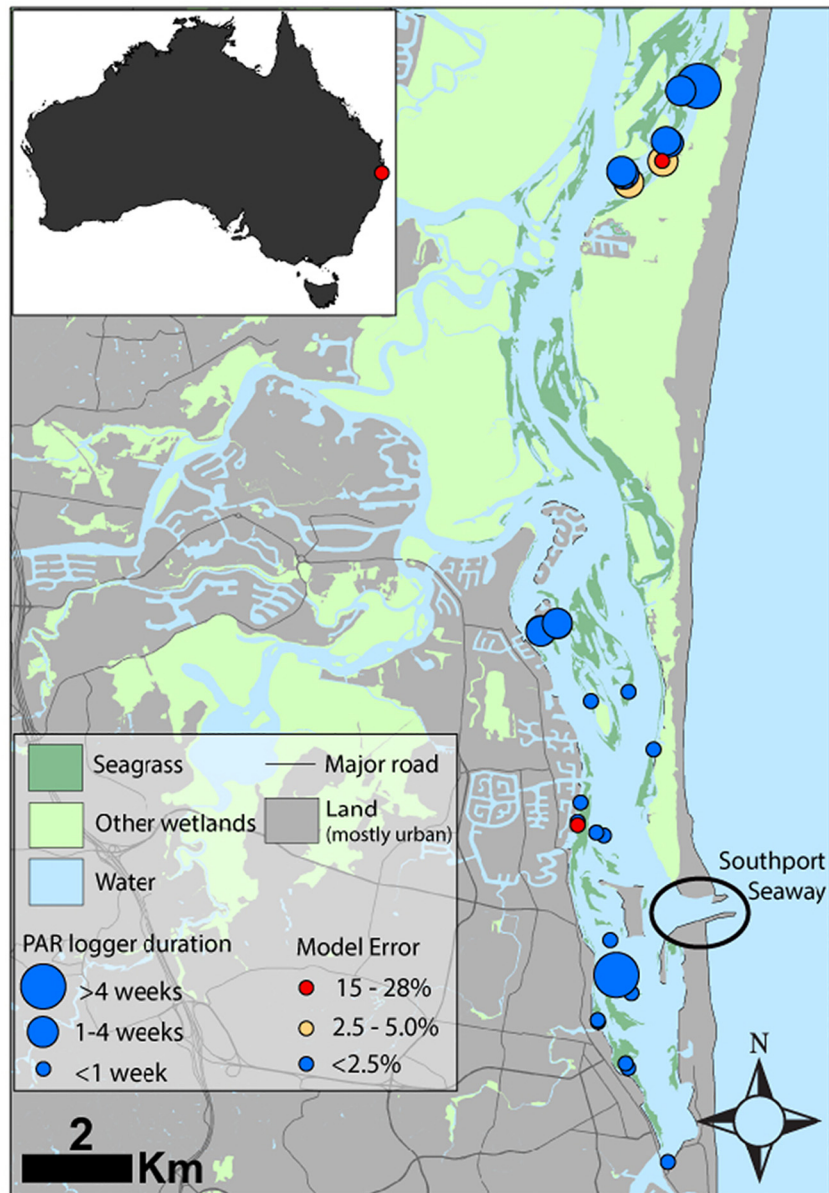 Southport
Seaway
Seagrass
Other wetlands
Water
Major road
Land
(mostly urban)
PAR logger duration
>4 weeks
1-4 weeks
<1 week
Model Error
15 - 28%
2.5 - 5.0%
<2.5%
N
2
Km